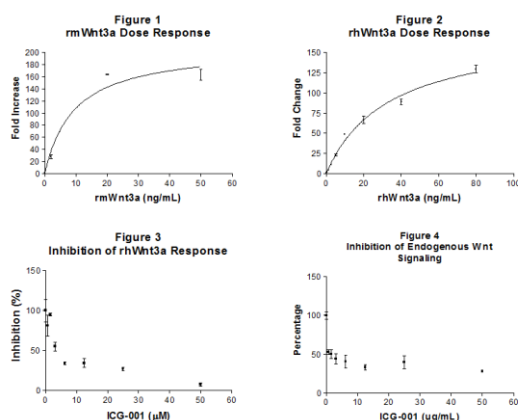 Figure 1
rmWnt3a Dose Response
Fold Increase
200
180
160
140
120
100
80
60
40
20
0
0 10 20 30 40 50 60
rmWnt3a (ng/mL)
Figure 2
rhWnt3a Dose Response
Fold Change
150
125
100
75
50
25
0
0 20 40 60 80 100
rhWnt3a (ng/mL)
Figure 3
Inhibition of rhWnt3a Response
Inhibition (%)
150
100
50
0
0 10 20 30 40 50 60
ICG-001 (μM)
Figure 4
Inhibition of Endogenous Wnt
Signaling
Percentage
150
100
50
0
0 10 20 30 40 50 60
ICG-001 (ug/mL)